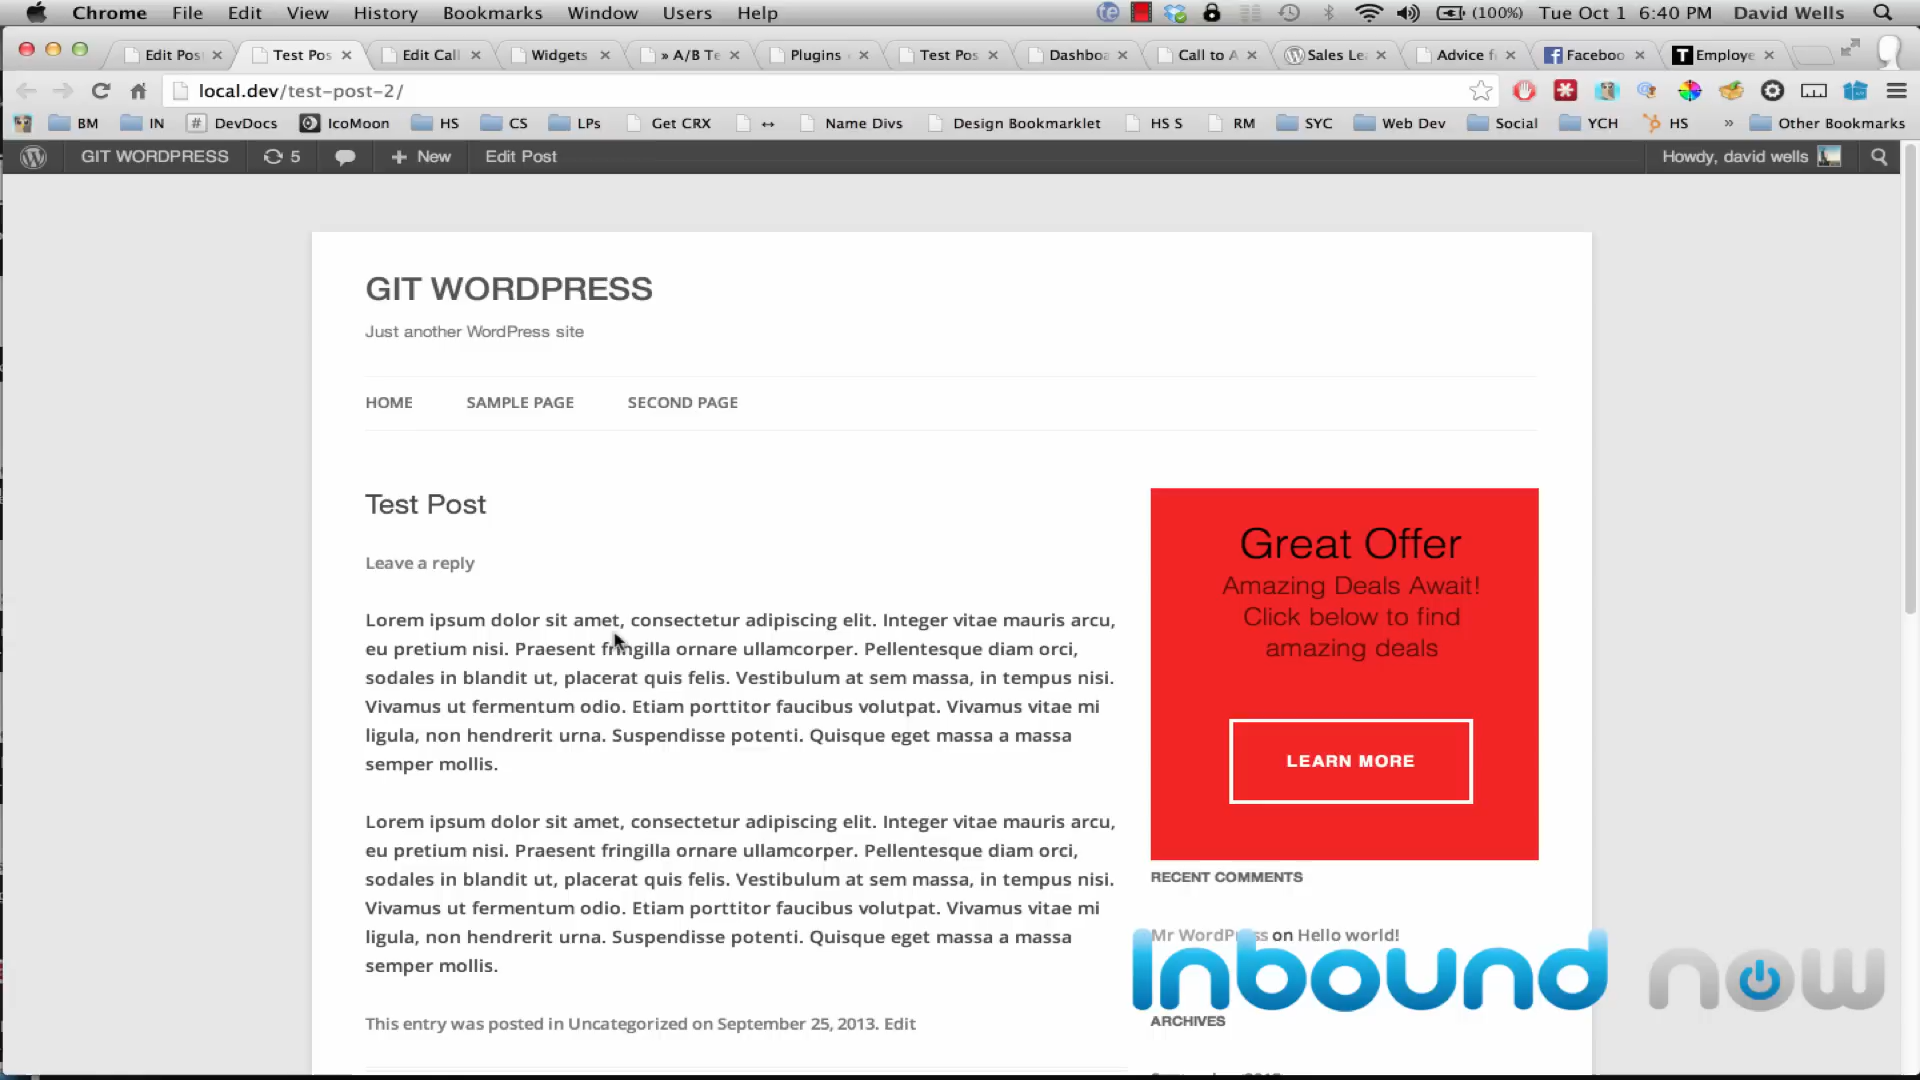 Chrome File Edit View History Bookmarks Window Users Help (100%) Tue Oct 1 6:40 PM David Wells
Edit Pos Test Pos Edit Call Widgets » A/B Te Plugins Test Pos Dashboa Call to A Sales Le Advice f Faceboo Employe
local.dev/test-post-2/
BM IN # DevDocs IcoMoon HS CS LPs Get CRX ↔ Name Divs Design Bookmarklet HS S RM SYC Web Dev Social YCH HS » Other Bookmarks
GIT WORDPRESS 5 + New Edit Post Howdy, david wells
GIT WORDPRESS
Just another WordPress site
HOME SAMPLE PAGE SECOND PAGE
Test Post
Leave a reply
Lorem ipsum dolor sit amet, consectetur adipiscing elit. Integer vitae mauris arcu,
eu pretium nisi. Praesent fringilla ornare ullamcorper. Pellentesque diam orci,
sodales in blandit ut, placerat quis felis. Vestibulum at sem massa, in tempus nisi.
Vivamus ut fermentum odio. Etiam porttitor faucibus volutpat. Vivamus vitae mi
ligula, non hendrerit urna. Suspendisse potenti. Quisque eget massa a massa
semper mollis.
Lorem ipsum dolor sit amet, consectetur adipiscing elit. Integer vitae mauris arcu,
eu pretium nisi. Praesent fringilla ornare ullamcorper. Pellentesque diam orci,
sodales in blandit ut, placerat quis felis. Vestibulum at sem massa, in tempus nisi.
Vivamus ut fermentum odio. Etiam porttitor faucibus volutpat. Vivamus vitae mi
ligula, non hendrerit urna. Suspendisse potenti. Quisque eget massa a massa
semper mollis.
This entry was posted in Uncategorized on September 25, 2013. Edit
Great Offer
Amazing Deals Await!
Click below to find
amazing deals
LEARN MORE
RECENT COMMENTS
Mr WordPress on Hello world!
Inbound now
ARCHIVES